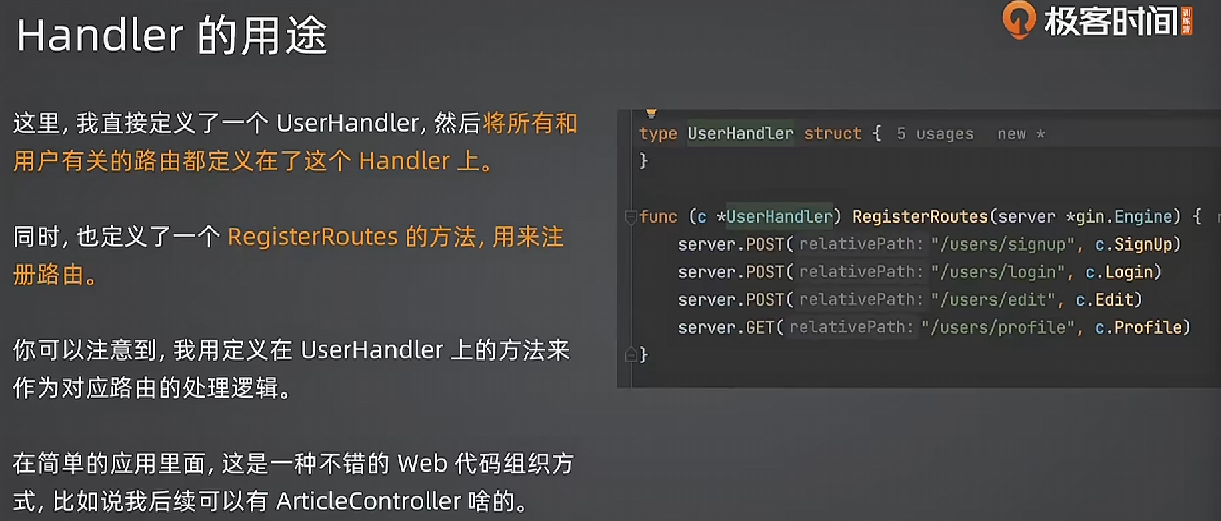 Handler 的用途
极客时间
训练营
这里, 我直接定义了一个 UserHandler, 然后将所有和
用户有关的路由都定义在了这个 Handler 上。
同时, 也定义了一个 RegisterRoutes 的方法, 用来注
册路由。
你可以注意到, 我用定义在 UserHandler 上的方法来
作为对应路由的处理逻辑。
在简单的应用里面, 这是一种不错的 Web 代码组织方
式, 比如说我后续可以有 ArticleController 啥的。
type UserHandler struct { 5 usages new *
}
func (c *UserHandler) RegisterRoutes(server *gin.Engine) {
server.POST( relativePath: "/users/signup", c.SignUp)
server.POST( relativePath: "/users/login", c.Login)
server.POST( relativePath: "/users/edit", c.Edit)
server.GET( relativePath: "/users/profile", c.Profile)
}